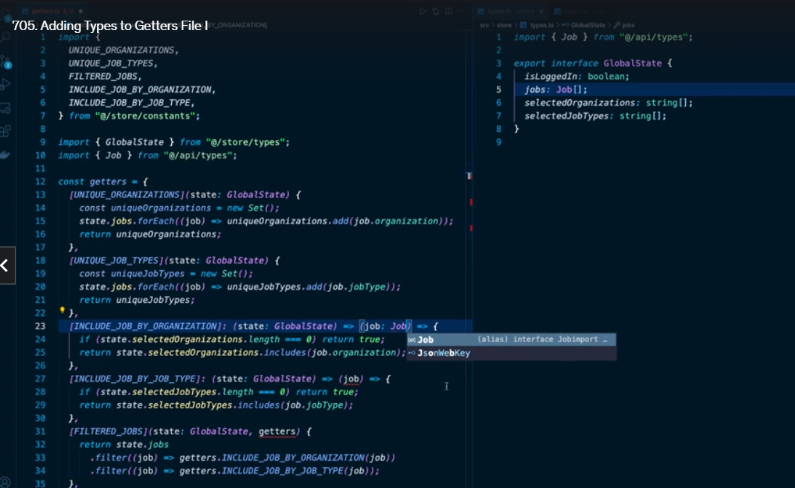 705. Adding Types to Getters File I
1 import {
2 UNIQUE_ORGANIZATIONS,
3 UNIQUE_JOB_TYPES,
4 FILTERED_JOBS,
5 INCLUDE_JOB_BY_ORGANIZATION,
6 INCLUDE_JOB_BY_JOB_TYPE,
7 } from "@/store/constants";
8
9 import { GlobalState } from "@/store/types";
10 import { Job } from "@/api/types";
11
12 const getters = {
13 [UNIQUE_ORGANIZATIONS](state: GlobalState) {
14 const uniqueOrganizations = new Set();
15 state.jobs.forEach((job) => uniqueOrganizations.add(job.organization));
16 return uniqueOrganizations;
17 },
18 [UNIQUE_JOB_TYPES](state: GlobalState) {
19 const uniqueJobTypes = new Set();
20 state.jobs.forEach((job) => uniqueJobTypes.add(job.jobType));
21 return uniqueJobTypes;
22 },
23 [INCLUDE_JOB_BY_ORGANIZATION]: (state: GlobalState) => (job: Job) => {
24 if (state.selectedOrganizations.length === 0) return true;
25 return state.selectedOrganizations.includes(job.organization);
26 },
27 [INCLUDE_JOB_BY_JOB_TYPE]: (state: GlobalState) => (job) => {
28 if (state.selectedJobTypes.length === 0) return true;
29 return state.selectedJobTypes.includes(job.jobType);
30 },
31 [FILTERED_JOBS](state: GlobalState, getters) {
32 return state.jobs
33 .filter((job) => getters.INCLUDE_JOB_BY_ORGANIZATION(job))
34 .filter((job) => getters.INCLUDE_JOB_BY_JOB_TYPE(job));
35 },
Job (alias) interface Jobimport …
JsonWebKey
src > store > types.ts > GlobalState > jobs
1 import { Job } from "@/api/types";
2
3 export interface GlobalState {
4 isLoggedIn: boolean;
5 jobs: Job[];
6 selectedOrganizations: string[];
7 selectedJobTypes: string[];
8 }
9